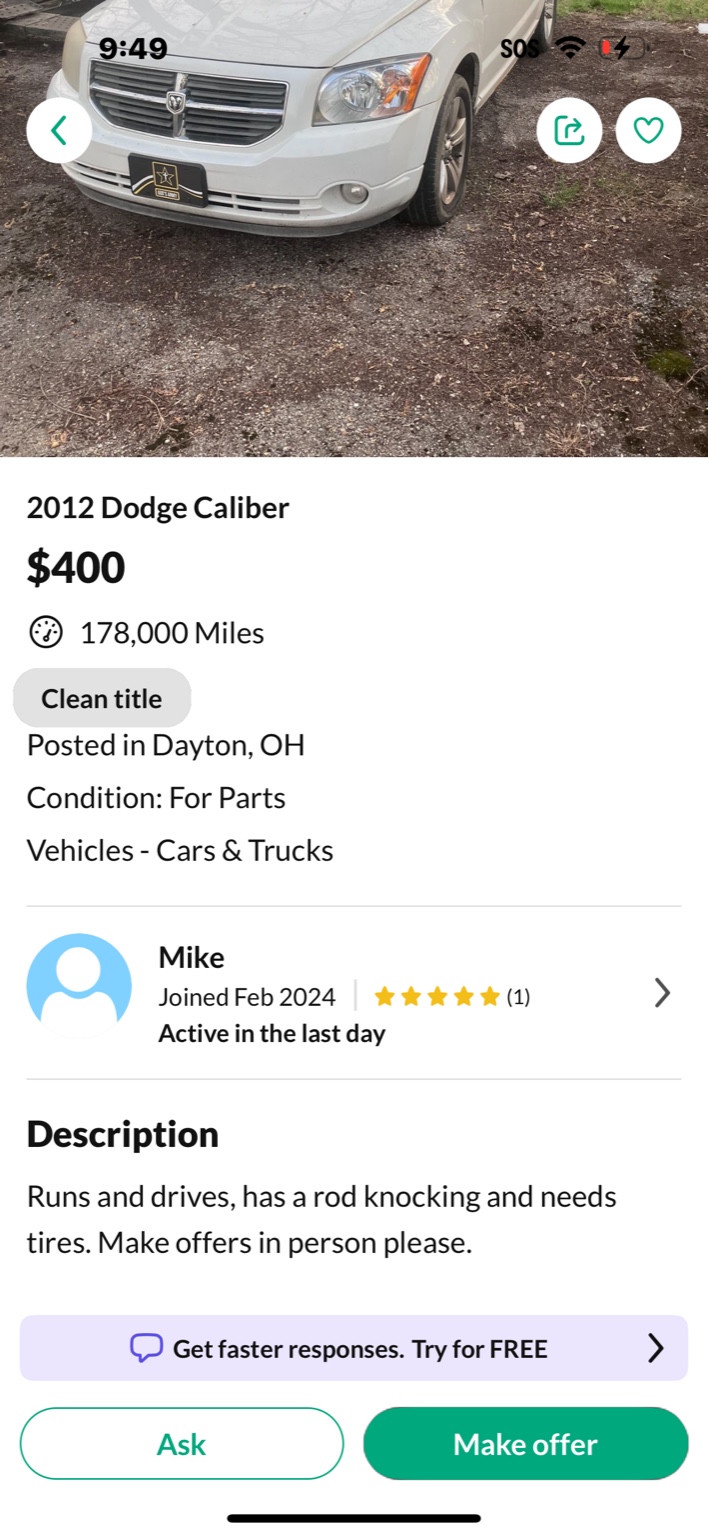 9:49
SOS
2012 Dodge Caliber
$400
178,000 Miles
Clean title
Posted in Dayton, OH
Condition: For Parts
Vehicles - Cars & Trucks
Mike
Joined Feb 2024
(1)
Active in the last day
Description
Runs and drives, has a rod knocking and needs
tires. Make offers in person please.
Get faster responses. Try for FREE
Ask
Make offer